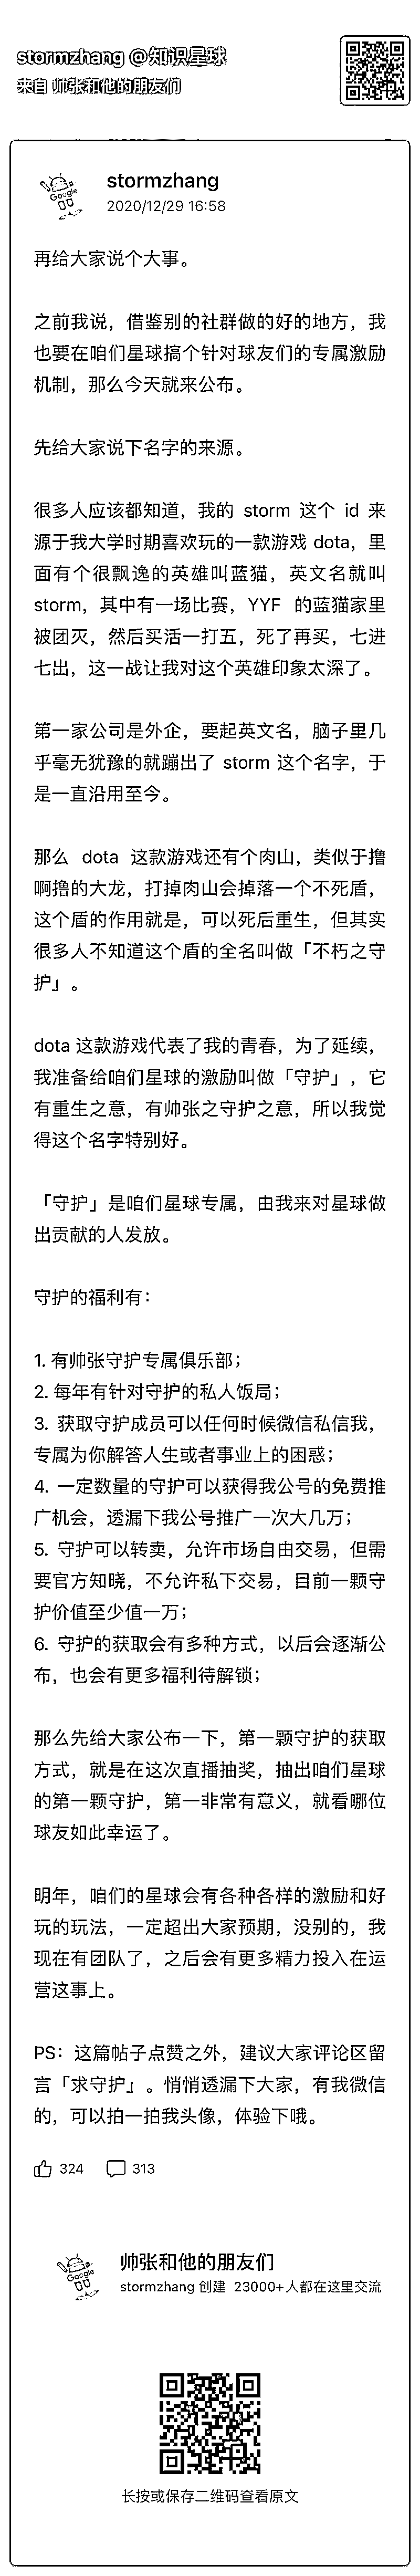 stormzhang @知识星球
来自 帅张和他的朋友们
stormzhang
2020/12/29 16:58
再给大家说个大事。
之前我说，借鉴别的社群做的好的地方，我
也要在咱们星球搞个针对球友们的专属激励
机制，那么今天就来公布。
先给大家说下名字的来源。
很多人应该都知道，我的 storm 这个 id 来
源于我大学时期喜欢玩的一款游戏 dota，里
面有个很飘逸的英雄叫蓝猫，英文名就叫
storm，其中有一场比赛，YYF 的蓝猫家里
被团灭，然后买活一打五，死了再买，七进
七出，这一战让我对这个英雄印象太深了。
第一家公司是外企，要起英文名，脑子里几
乎毫无犹豫的就蹦出了 storm 这个名字，于
是一直沿用至今。
那么 dota 这款游戏还有个肉山，类似于撸
啊撸的大龙，打掉肉山会掉落一个不死盾，
这个盾的作用就是，可以死后重生，但其实
很多人不知道这个盾的全名叫做「不朽之守
护」。
dota 这款游戏代表了我的青春，为了延续，
我准备给咱们星球的激励叫做「守护」，它
有重生之意，有帅张之守护之意，所以我觉
得这个名字特别好。
「守护」是咱们星球专属，由我来对星球做
出贡献的人发放。
守护的福利有：
1. 有帅张守护专属俱乐部；
2. 每年有针对守护的私人饭局；
3. 获取守护成员可以任何时候微信私信我，
专属为你解答人生或者事业上的困惑；
4. 一定数量的守护可以获得我公号的免费推
广机会，透漏下我公号推广一次大几万；
5. 守护可以转卖，允许市场自由交易，但需
要官方知晓，不允许私下交易，目前一颗守
护价值至少值一万；
6. 守护的获取会有多种方式，以后会逐渐公
布，也会有更多福利待解锁；
那么先给大家公布一下，第一颗守护的获取
方式，就是在这次直播抽奖，抽出咱们星球
的第一颗守护，第一非常有意义，就看哪位
球友如此幸运了。
明年，咱们的星球会有各种各样的激励和好
玩的玩法，一定超出大家预期，没别的，我
现在有团队了，之后会有更多精力投入在运
营这事上。
PS：这篇帖子点赞之外，建议大家评论区留
言「求守护」。悄悄透漏下大家，有我微信
的，可以拍一拍我头像，体验下哦。
324 313
帅张和他的朋友们
stormzhang 创建 23000+人都在这里交流
长按或保存二维码查看原文